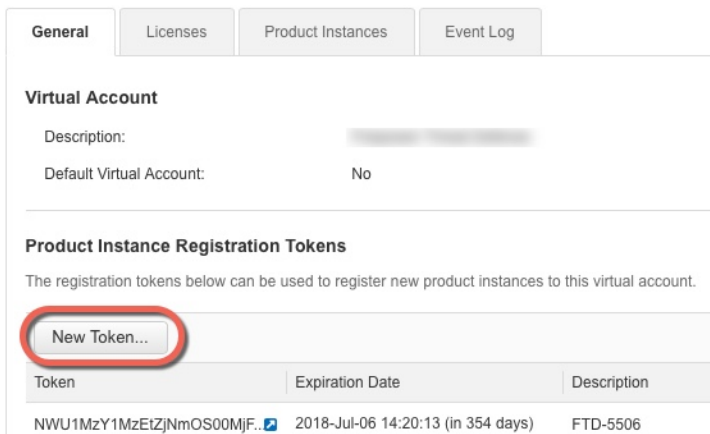 General Licenses Product Instances Event Log
Virtual Account
Description:
Default Virtual Account: No
Product Instance Registration Tokens
The registration tokens below can be used to register new product instances to this virtual account.
New Token...
Token Expiration Date Description
NWU1MzY1MzEtZjNmOS00MjF.. 2018-Jul-06 14:20:13 (in 354 days) FTD-5506